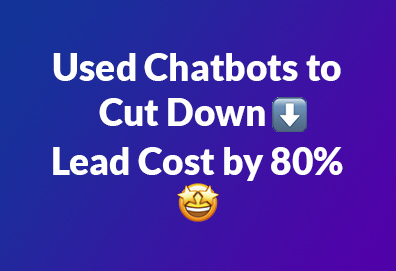 Used Chatbots to
Cut Down ⬇️
Lead Cost by 80%
🤩